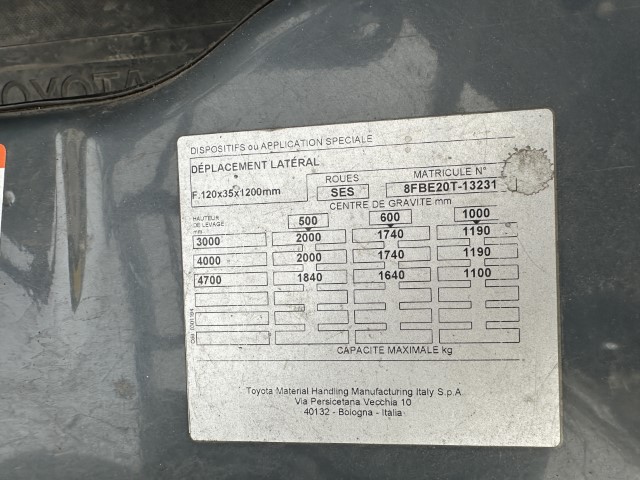 TOYOTA
DISPOSITIFS ou APPLICATION SPECIALE
DÉPLACEMENT LATÉRAL
ROUES MATRICULE N°
F.120x35x1200mm SES 8FBE20T-13231
CENTRE DE GRAVITE mm
HAUTEUR DE LEVAGE mm 500 600 1000
3000 2000 1740 1190
4000 2000 1740 1190
4700 1840 1640 1100
CAPACITE MAXIMALE kg
Toyota Material Handling Manufacturing Italy S.p.A.
Via Persicetana Vecchia 10
40132 - Bologna - Italia